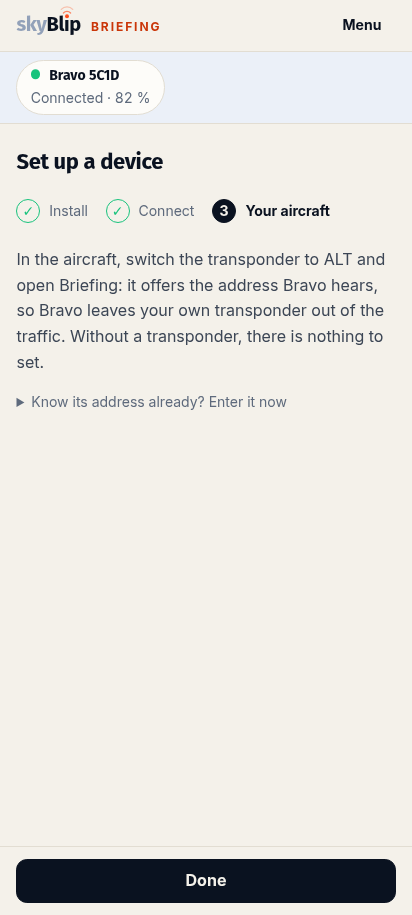 skyBlip BRIEFING
Menu
Bravo 5C1D
Connected · 82 %
Set up a device
✓ Install ✓ Connect 3 Your aircraft
In the aircraft, switch the transponder to ALT and
open Briefing: it offers the address Bravo hears,
so Bravo leaves your own transponder out of the
traffic. Without a transponder, there is nothing to
set.
▶ Know its address already? Enter it now
Done